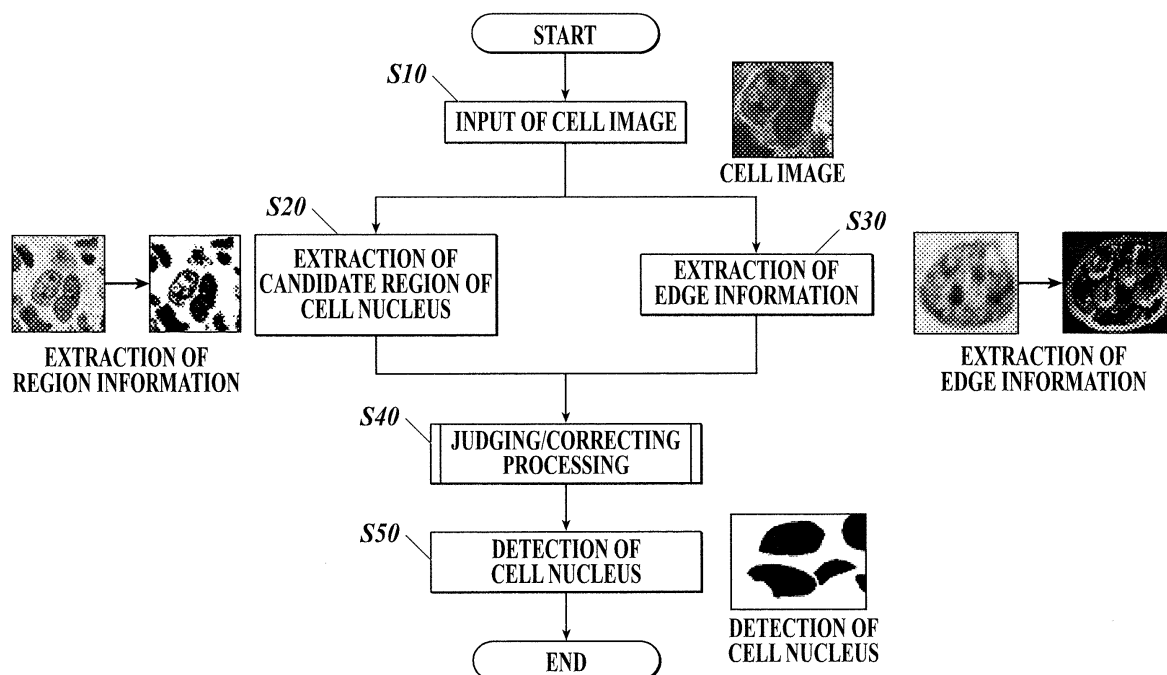 START
S10
INPUT OF CELL IMAGE
CELL IMAGE
S20
EXTRACTION OF
CANDIDATE REGION OF
CELL NUCLEUS
S30
EXTRACTION OF
EDGE INFORMATION
EXTRACTION OF
REGION INFORMATION
EXTRACTION OF
EDGE INFORMATION
S40
JUDGING/CORRECTING
PROCESSING
S50
DETECTION OF
CELL NUCLEUS
DETECTION OF
CELL NUCLEUS
END